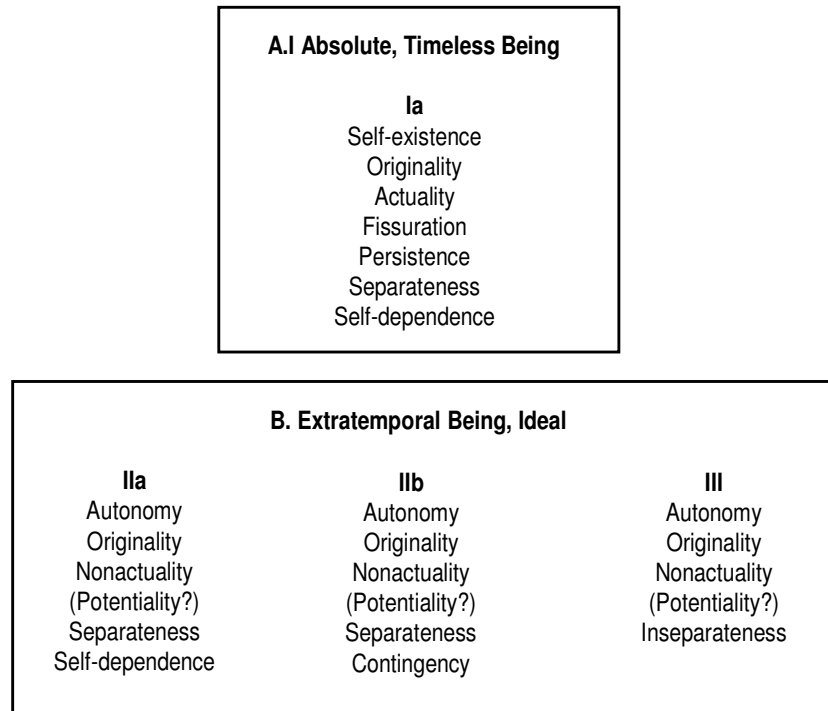 A.I Absolute, Timeless Being
Ia
Self-existence
Originality
Actuality
Fissuration
Persistence
Separateness
Self-dependence
B. Extratemporal Being, Ideal
IIa
Autonomy
Originality
Nonactuality
(Potentiality?)
Separateness
Self-dependence
IIb
Autonomy
Originality
Nonactuality
(Potentiality?)
Separateness
Contingency
III
Autonomy
Originality
Nonactuality
(Potentiality?)
Inseparateness